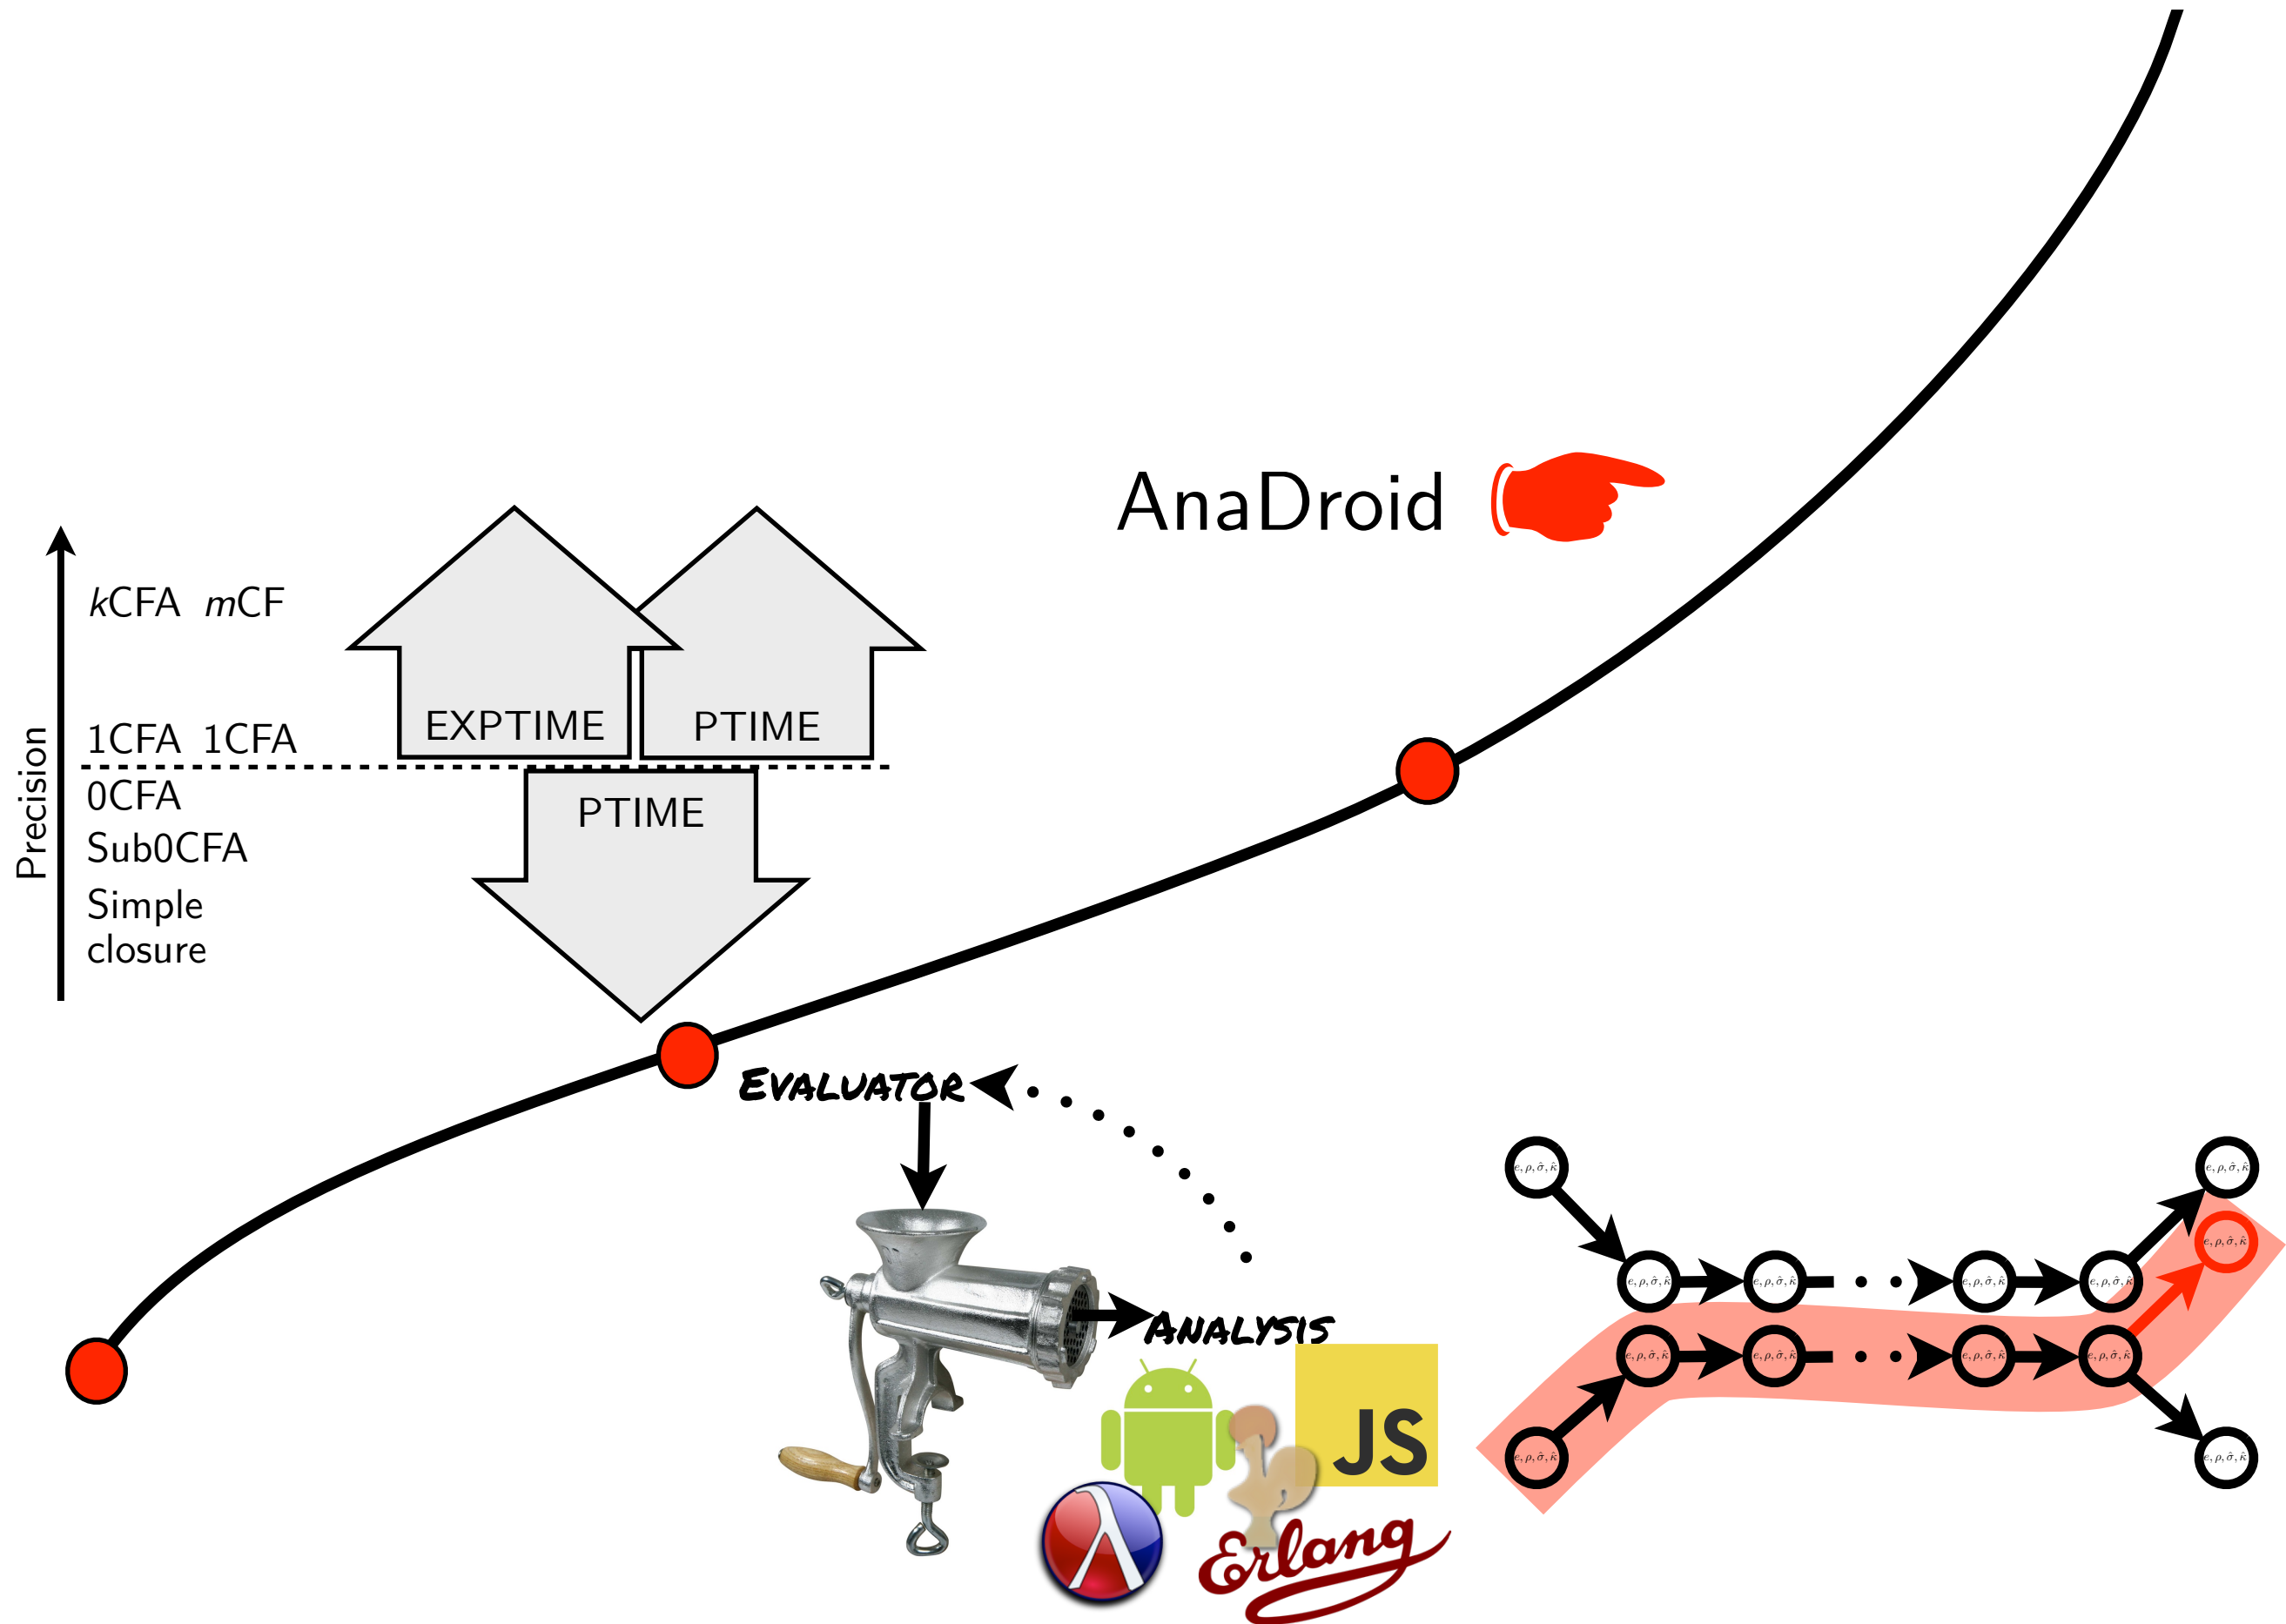 AnaDroid
kCFA mCF
EXPTIME
PTIME
1CFA 1CFA
0CFA
PTIME
Sub0CFA
Simple
closure
Precision
EVALUATOR
ANALYSIS
JS
Erlang
λ
e, ρ, σ̂, κ̂
e, ρ, σ̂, κ̂
e, ρ, σ̂, κ̂
e, ρ, σ̂, κ̂
e, ρ, σ̂, κ̂
e, ρ, σ̂, κ̂
e, ρ, σ̂, κ̂
e, ρ, σ̂, κ̂
e, ρ, σ̂, κ̂
e, ρ, σ̂, κ̂
e, ρ, σ̂, κ̂
e, ρ, σ̂, κ̂
e, ρ, σ̂, κ̂